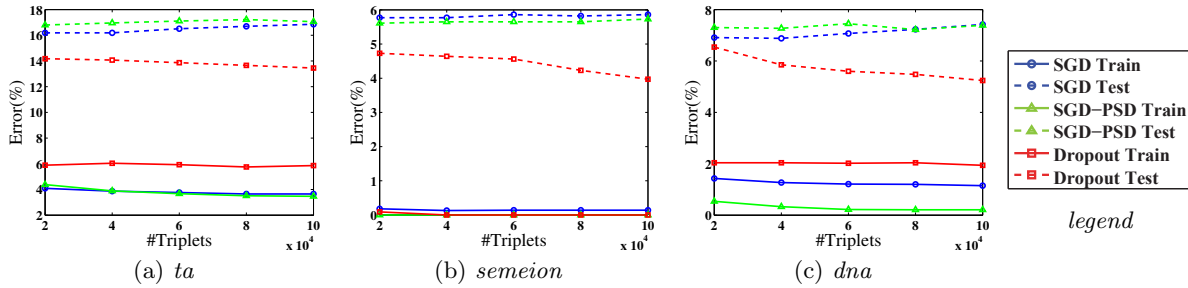 Error(%)
18
16
14
12
10
8
6
4
2
2 4 6 8 10
#Triplets
x 10^4
(a) ta
Error(%)
6
5
4
3
2
1
0
2 4 6 8 10
#Triplets
x 10^4
(b) semeion
Error(%)
8
6
4
2
0
2 4 6 8 10
#Triplets
x 10^4
(c) dna
SGD Train
SGD Test
SGD−PSD Train
SGD−PSD Test
Dropout Train
Dropout Test
legend